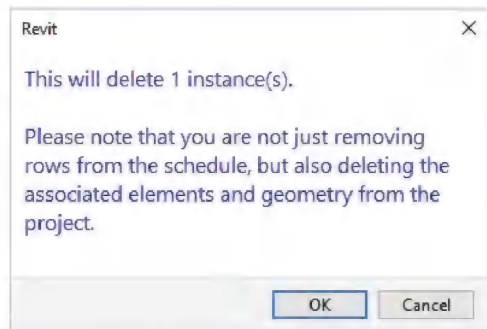 Revit
This will delete 1 instance(s).
Please note that you are not just removing
rows from the schedule, but also deleting the
associated elements and geometry from the
project.
OK Cancel